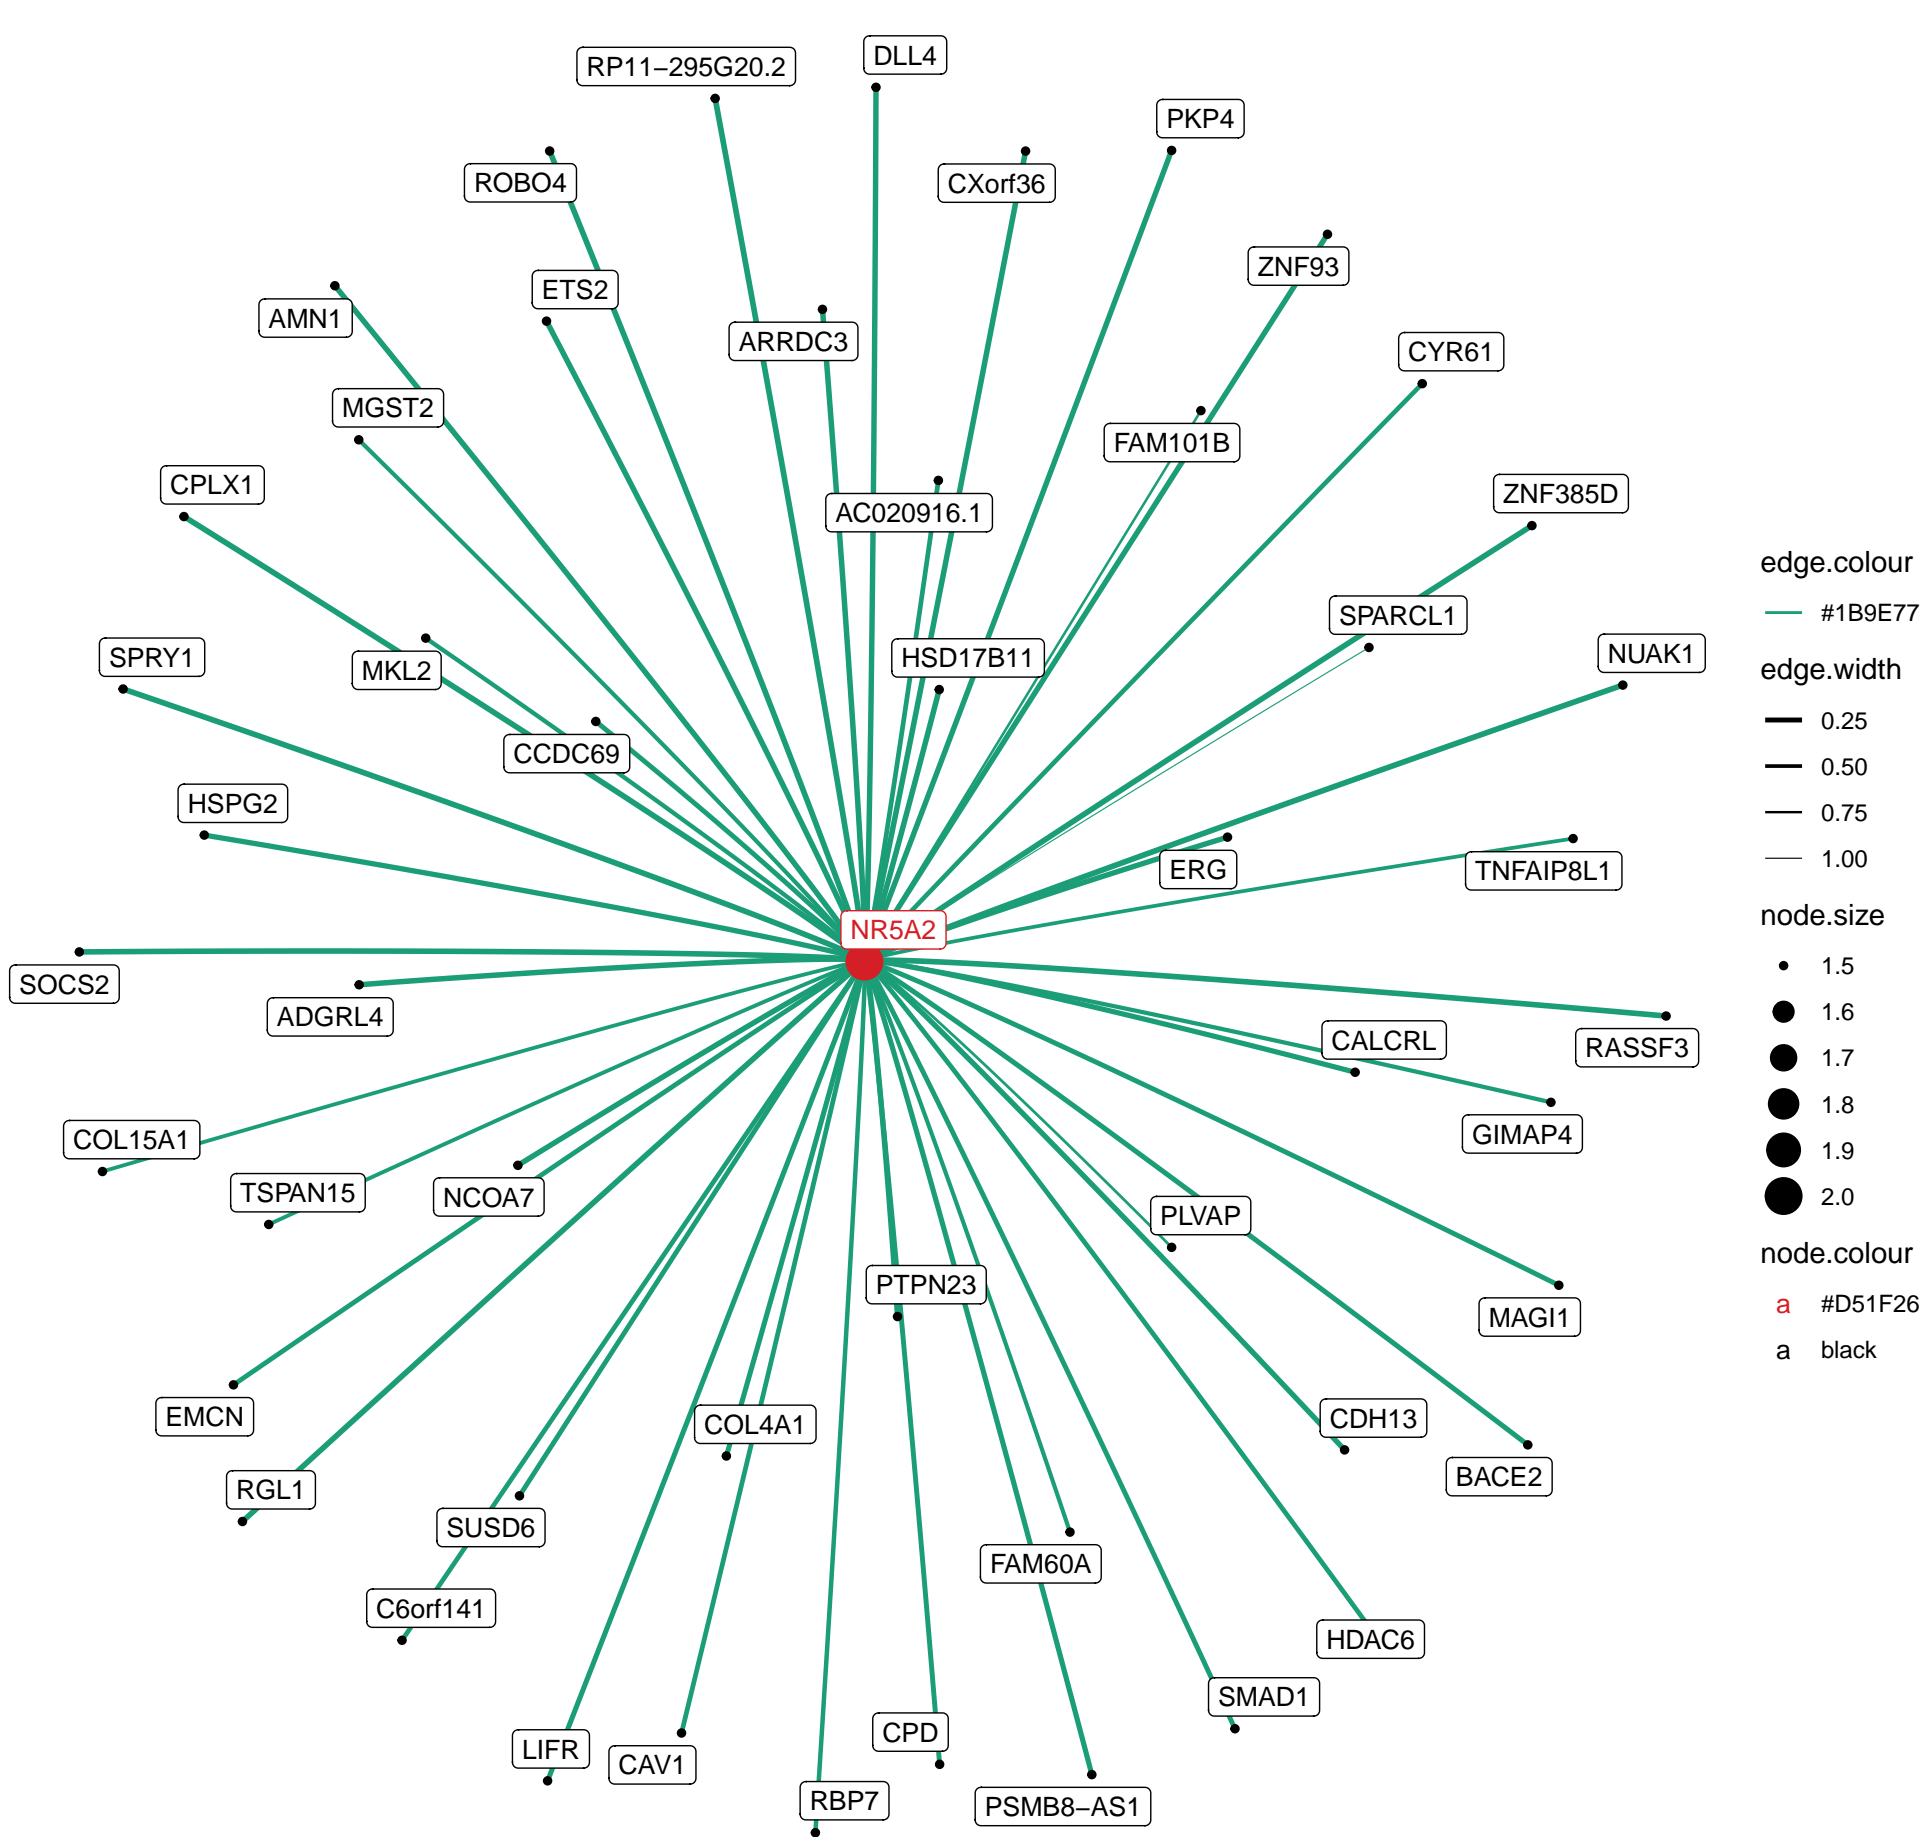 DLL4
RP11−295G20.2
PKP4
ROBO4
CXorf36
ZNF93
ETS2
AMN1
ARRDC3
CYR61
MGST2
FAM101B
CPLX1
ZNF385D
AC020916.1
SPARCL1
SPRY1
MKL2
HSD17B11
NUAK1
CCDC69
HSPG2
ERG
TNFAIP8L1
NR5A2
SOCS2
ADGRL4
CALCRL
RASSF3
COL15A1
GIMAP4
TSPAN15
NCOA7
PLVAP
PTPN23
MAGI1
EMCN
COL4A1
CDH13
BACE2
RGL1
SUSD6
FAM60A
C6orf141
HDAC6
SMAD1
CPD
LIFR
CAV1
RBP7
PSMB8−AS1
edge.colour
#1B9E77
edge.width
0.25
0.50
0.75
1.00
node.size
1.5
1.6
1.7
1.8
1.9
2.0
node.colour
a #D51F26
a black